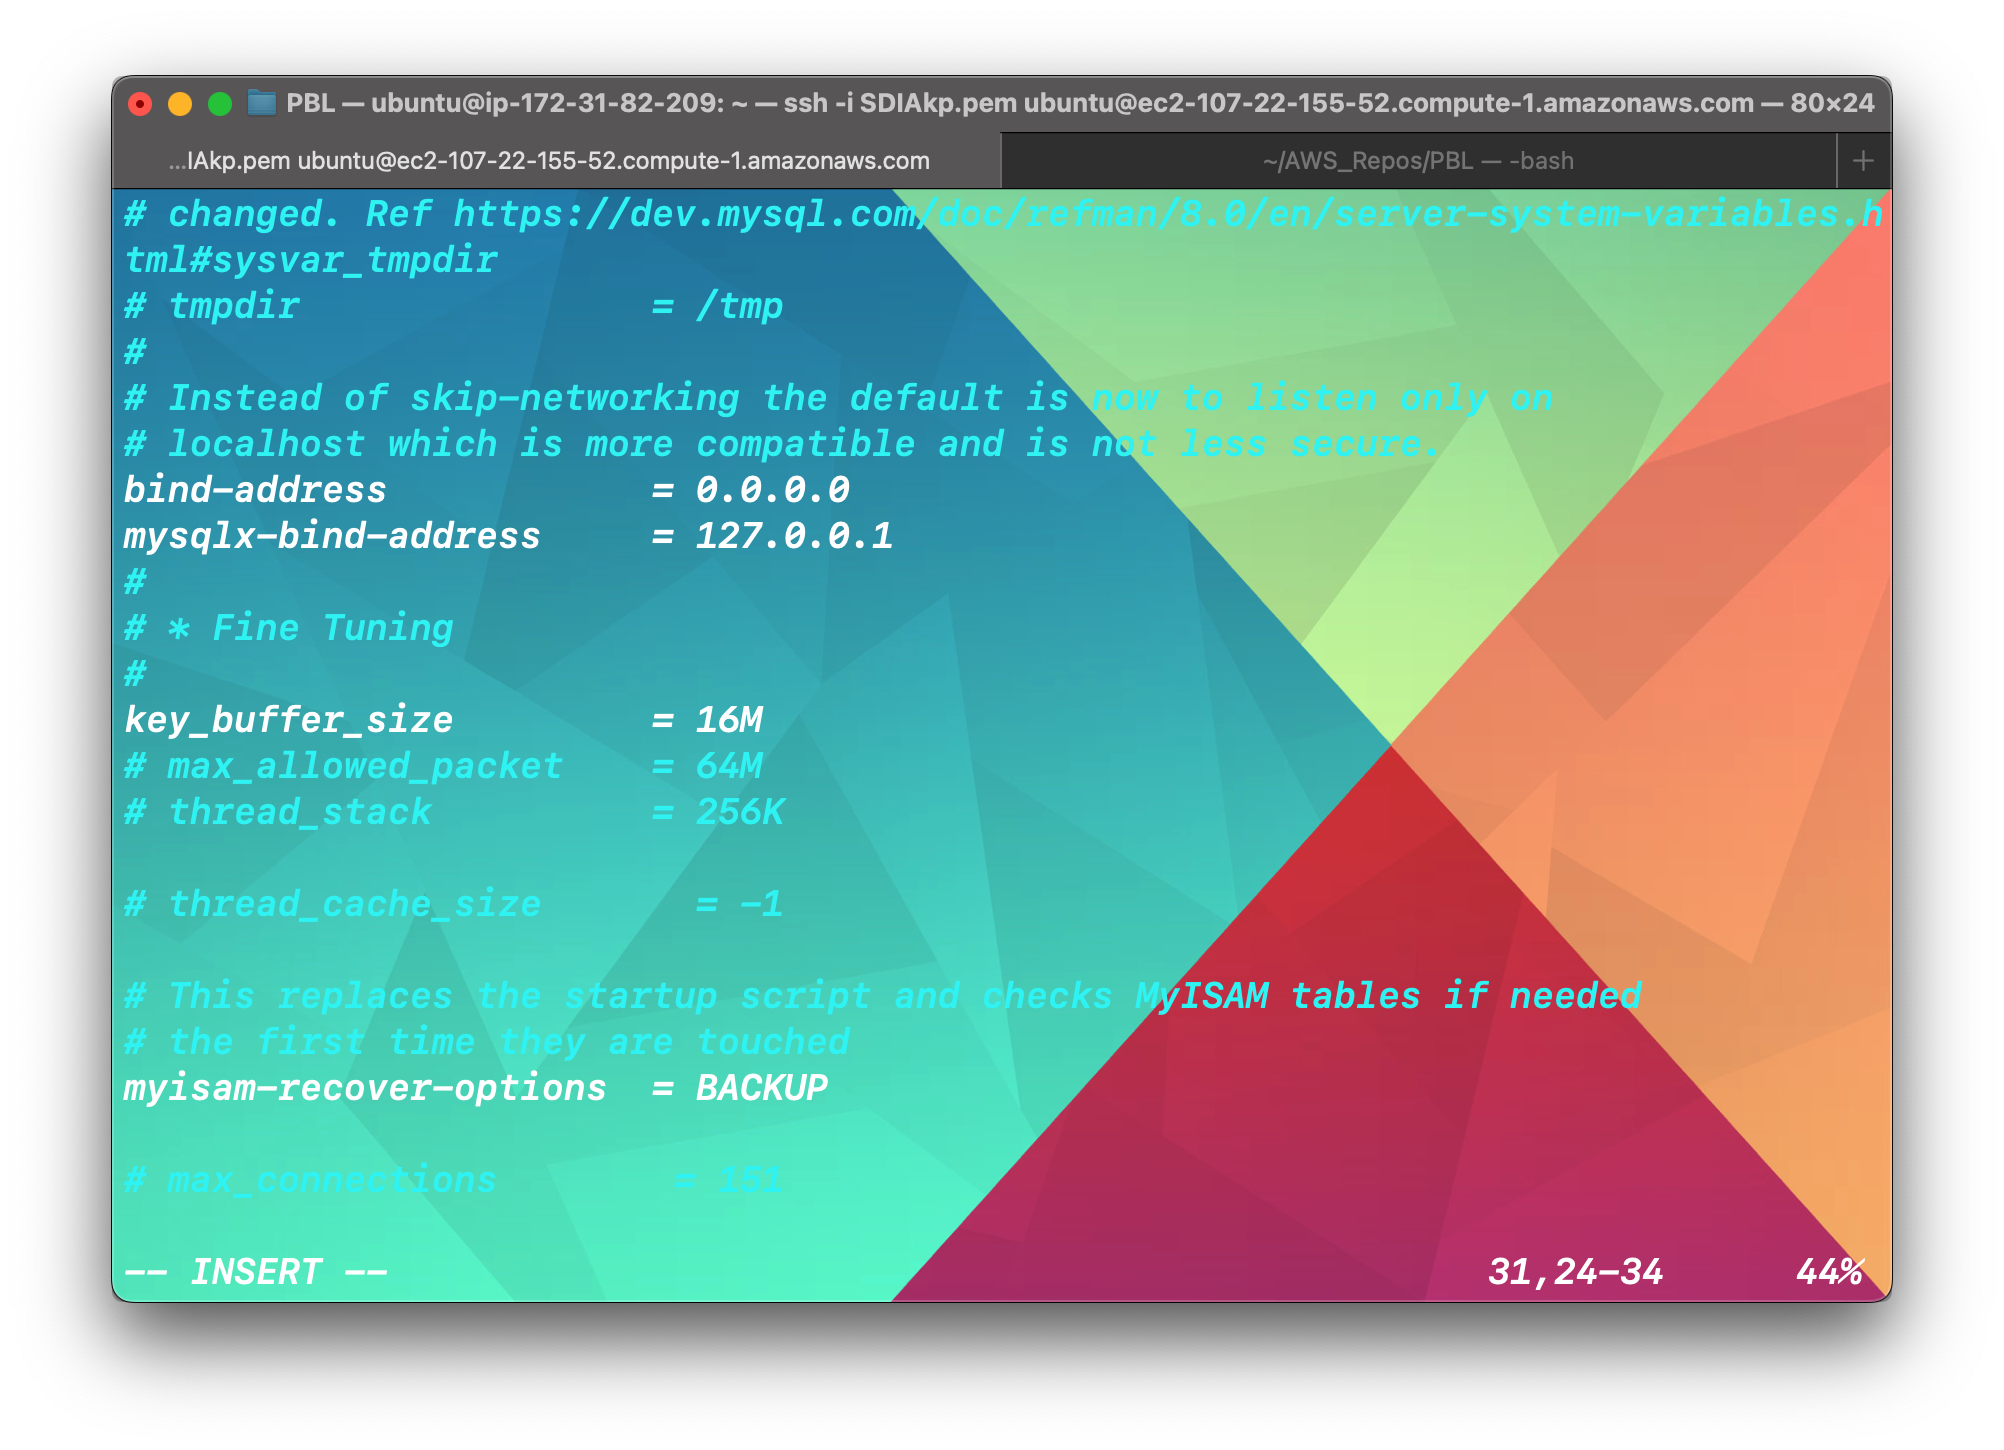 PBL — ubuntu@ip-172-31-82-209: ~ — ssh -i SDIAkp.pem ubuntu@ec2-107-22-155-52.compute-1.amazonaws.com — 80×24
...IAkp.pem ubuntu@ec2-107-22-155-52.compute-1.amazonaws.com
~/AWS_Repos/PBL — -bash
+
# changed. Ref https://dev.mysql.com/doc/refman/8.0/en/server-system-variables.h
tml#sysvar_tmpdir
# tmpdir                = /tmp
#
# Instead of skip-networking the default is now to listen only on
# localhost which is more compatible and is not less secure.
bind-address            = 0.0.0.0
mysqlx-bind-address     = 127.0.0.1
#
# * Fine Tuning
#
key_buffer_size         = 16M
# max_allowed_packet    = 64M
# thread_stack          = 256K
# thread_cache_size       = -1
# This replaces the startup script and checks MyISAM tables if needed
# the first time they are touched
myisam-recover-options  = BACKUP
# max_connections        = 151
-- INSERT --                                                  31,24-34      44%